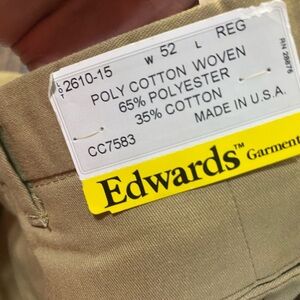 2610-15 W 52 L REG
POLY COTTON WOVEN
65% POLYESTER
35% COTTON
CC7583 MADE IN U.S.A.
Edwards™ Garment